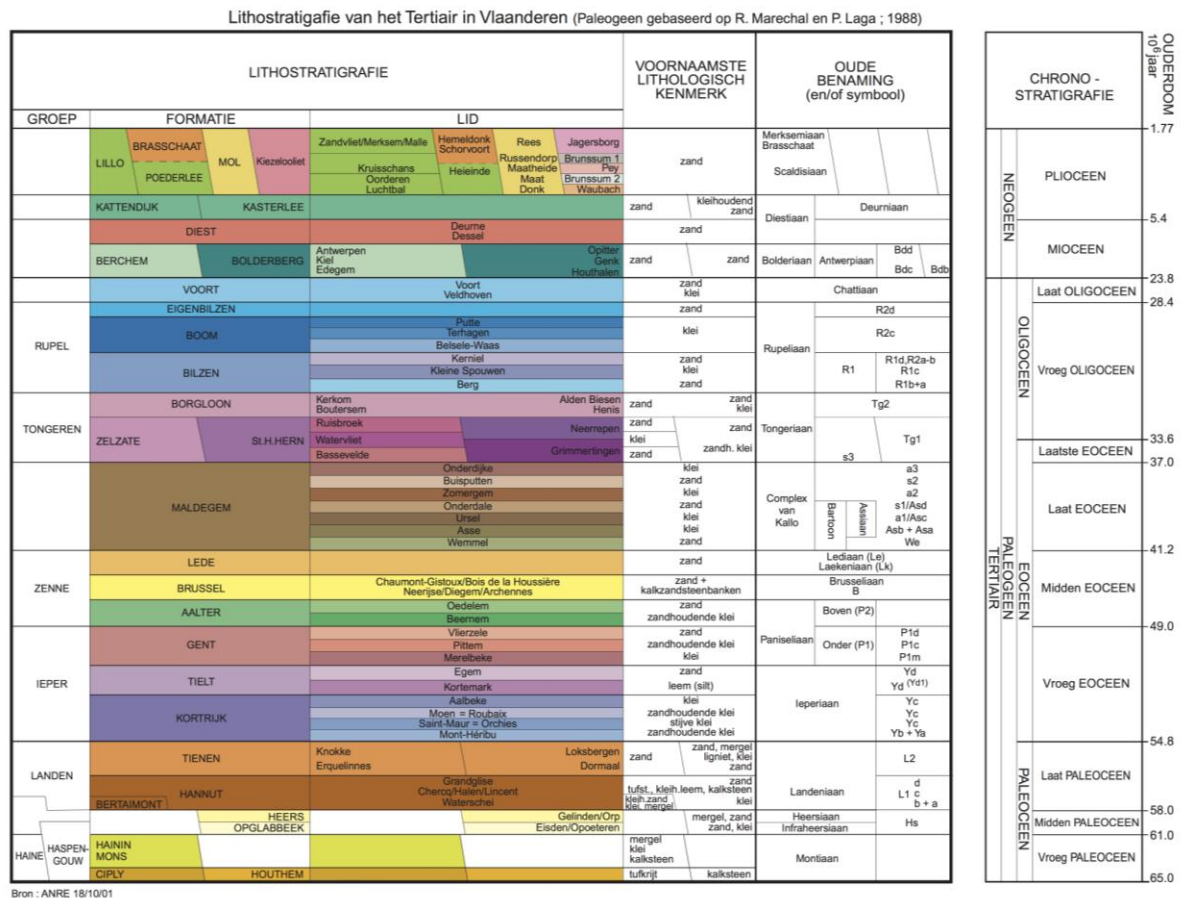 Lithostratigafie van het Tertiair in Vlaanderen (Paleogeen gebaseerd op R. Marechal en P. Laga ; 1988)
LITHOSTRATIGRAFIE
VOORNAAMSTE
LITHOLOGISCH
KENMERK
OUDE
BENAMING
(en/of symbool)
CHRONO -
STRATIGRAFIE
OUDERDOM
10⁶ jaar
GROEP
FORMATIE
LID
LILLO
BRASSCHAAT
POEDERLEE
MOL
Kiezelooliet
Zandvliet/Merksem/Malle
Kruisschans
Oorderen
Luchtbal
Hemeldonk
Schorvoort
Heieinde
Rees
Russendorp
Maatheide
Maat
Donk
Jagersborg
Brunssum 1
Pey
Brunssum 2
Waubach
zand
Merksemiaan
Brasschaat
Scaldisiaan
KATTENDIJK KASTERLEE
zand
kleihoudend
zand
Diestiaan
Deurniaan
DIEST
Deurne
Dessel
zand
BERCHEM BOLDERBERG
Antwerpen
Kiel
Edegem
Opitter
Genk
Houthalen
zand zand
Bolderiaan Antwerpiaan
Bdd
Bdc Bdb
VOORT
Voort
Veldhoven
zand
klei
Chattiaan
RUPEL
EIGENBILZEN
zand
R2d
BOOM
Putte
Terhagen
Belsele-Waas
klei
Rupeliaan
R2c
BILZEN
Kerniel
Kleine Spouwen
Berg
zand
klei
zand
R1
R1d,R2a-b
R1c
R1b+a
TONGEREN
BORGLOON
Kerkom
Boutersem
Alden Biesen
Henis
zand
zand
klei
Tongeriaan
Tg2
ZELZATE St.H.HERN
Ruisbroek
Watervliet
Bassevelde
Neerrepen
Grimmertingen
zand
klei
zand
zand
zandh. klei
s3
Tg1
MALDEGEM
Onderdijke
Buisputten
Zomergem
Onderdale
Ursel
Asse
Wemmel
klei
zand
klei
zand
klei
klei
zand
Complex
van
Kallo
Bartoon
Assiaan
a3
s2
a2
s1/Asd
a1/Asc
Asb + Asa
We
ZENNE
LEDE
zand
Lediaan (Le)
Laekeniaan (Lk)
BRUSSEL
Chaumont-Gistoux/Bois de la Houssière
Neerijse/Diegem/Archennes
zand +
kalkzandsteenbanken
Brusseliaan
B
AALTER
Oedelem
Beernem
zand
zandhoudende klei
Paniseliaan
Boven (P2)
IEPER
GENT
Vlierzele
Pittem
Merelbeke
zand
zandhoudende klei
klei
Onder (P1)
P1d
P1c
P1m
TIELT
Egem
Kortemark
zand
leem (silt)
Ieperiaan
Yd
Yd (Yd1)
KORTRIJK
Aalbeke
Moen = Roubaix
Saint-Maur = Orchies
Mont-Héribu
klei
zandhoudende klei
stijve klei
zandhoudende klei
Yc
Yc
Yc
Yb + Ya
LANDEN
TIENEN
Knokke
Erquelinnes
Loksbergen
Dormaal
zand
zand, mergel
ligniet, klei
zand
Landeniaan
L2
HANNUT
BERTAIMONT
Grandglise
Chercq/Halen/Lincent
Waterschei
zand
tufst., kleih.leem, kalksteen
kleih.zand
klei, mergel
klei
L1
d
c
b + a
HEERS
OPGLABBEEK
Gelinden/Orp
Eisden/Opoeteren
mergel, zand
zand, klei
Heersiaan
Infraheersiaan
Hs
HAINE
HASPEN-
GOUW
HAININ
MONS
mergel
klei
kalksteen
Montiaan
CIPLY HOUTHEM
tufkrijt kalksteen
TERTIAIR
NEOGEEN
PALEOGEEN
OLIGOCEEN
EOCEEN
PALEOCEEN
PLIOCEEN
MIOCEEN
Laat OLIGOCEEN
Vroeg OLIGOCEEN
Laatste EOCEEN
Laat EOCEEN
Midden EOCEEN
Vroeg EOCEEN
Laat PALEOCEEN
Midden PALEOCEEN
Vroeg PALEOCEEN
1.77
5.4
23.8
28.4
33.6
37.0
41.2
49.0
54.8
58.0
61.0
65.0
Bron : ANRE 18/10/01